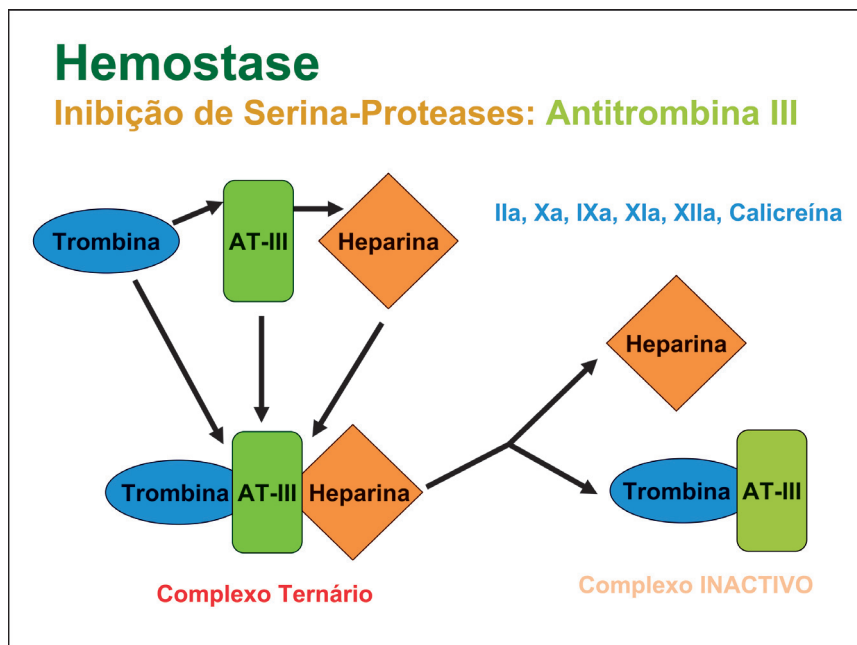 Hemostase
Inibição de Serina-Proteases: Antitrombina III
Trombina
AT-III
Heparina
IIa, Xa, IXa, XIa, XIIa, Calicreína
Heparina
Trombina
AT-III
Heparina
Trombina
AT-III
Complexo Ternário
Complexo INACTIVO